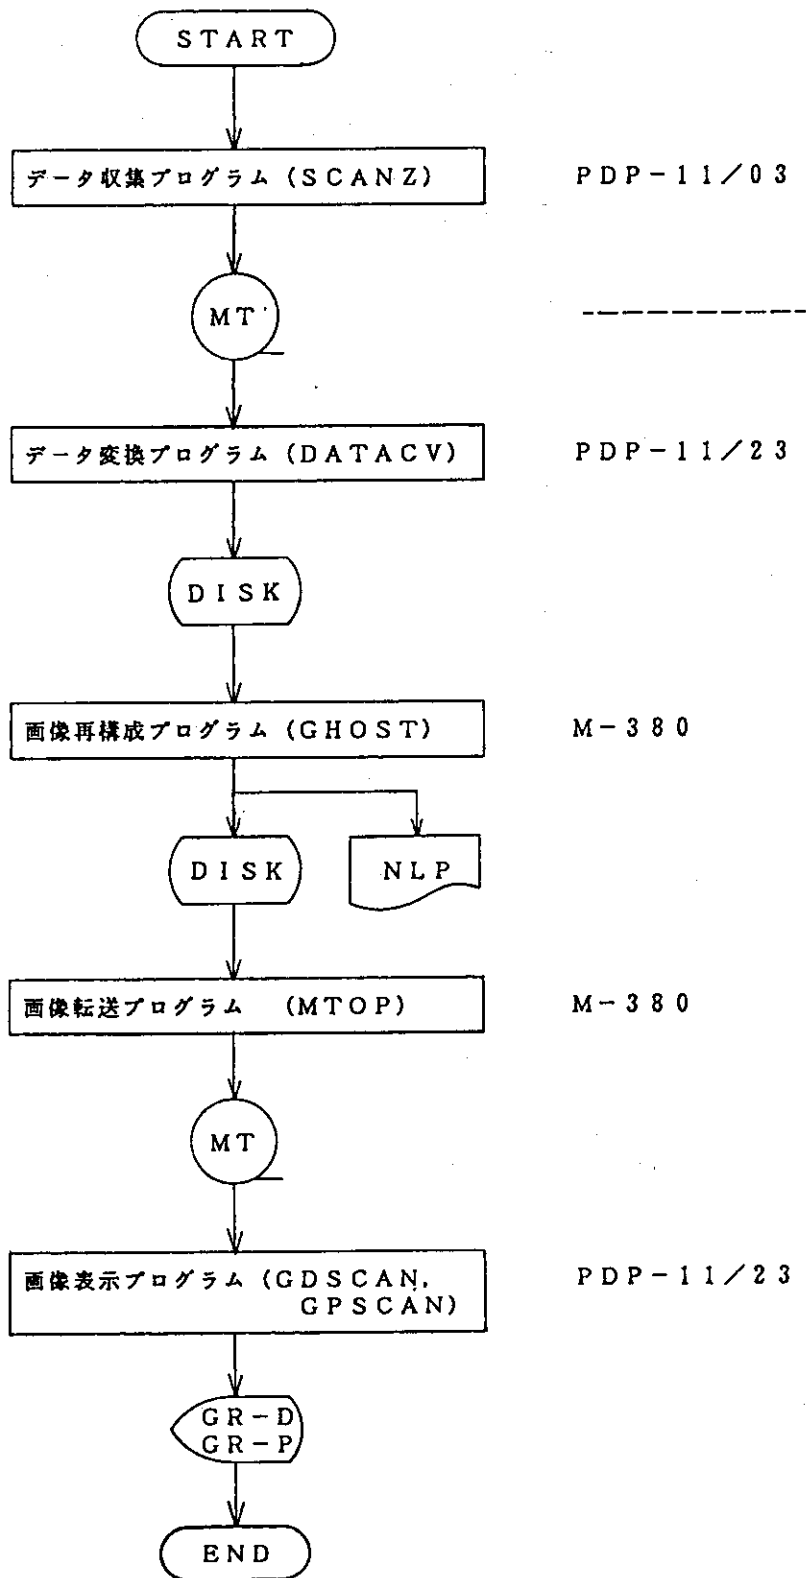 START
データ収集プログラム (SCANZ) PDP-11/03
MT
データ変換プログラム (DATACV) PDP-11/23
DISK
画像再構成プログラム (GHOST) M-380
DISK NLP
画像転送プログラム (MTOP) M-380
MT
画像表示プログラム (GDSCAN, PDP-11/23
GPSCAN)
GR-D
GR-P
END